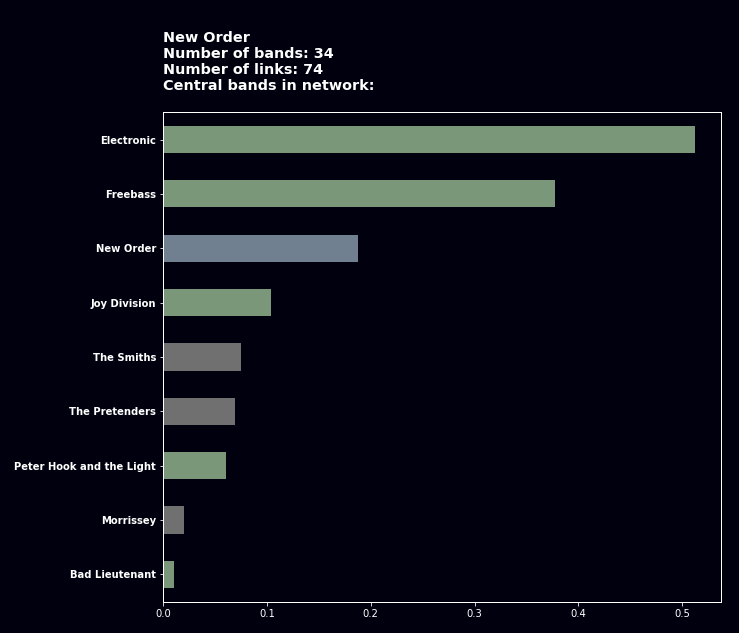 New Order
Number of bands: 34
Number of links: 74
Central bands in network:
Electronic
Freebass
New Order
Joy Division
The Smiths
The Pretenders
Peter Hook and the Light
Morrissey
Bad Lieutenant
0.0 0.1 0.2 0.3 0.4 0.5